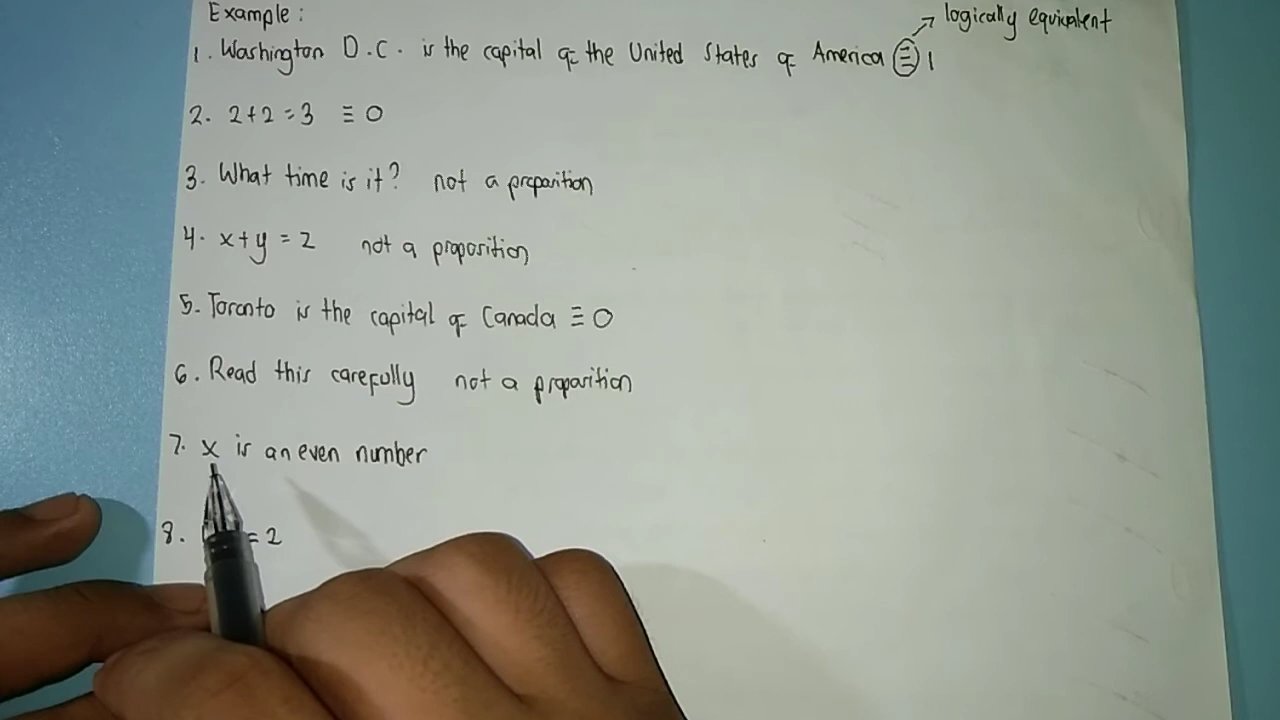 Example:
→ logically equivalent
1. Washington D.C. is the capital of the United States of America ≡ 1
2. 2+2=3 ≡ 0
3. What time is it? not a proposition
4. x+y = 2 not a proposition
5. Toronto is the capital of Canada ≡ 0
6. Read this carefully not a proposition
7. x is an even number
8. = 2